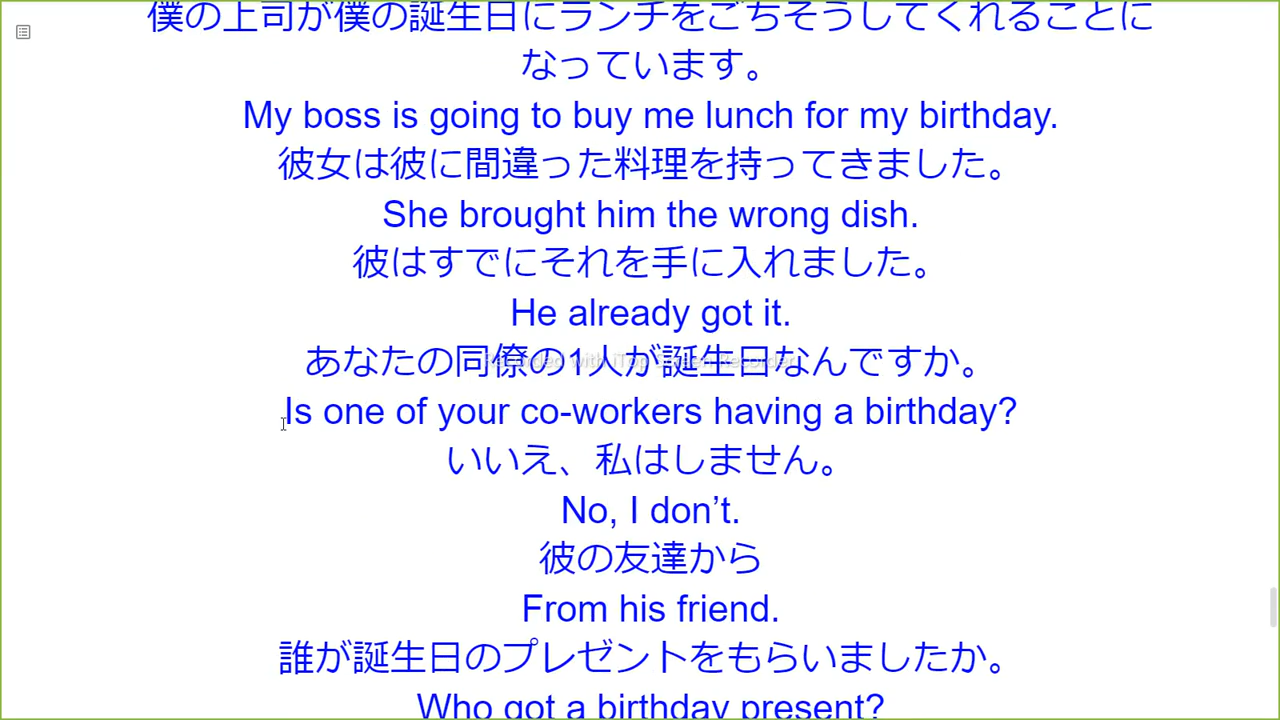 僕の上司が僕の誕生日にランチをごちそうしてくれることに
なっています。
My boss is going to buy me lunch for my birthday.
彼女は彼に間違った料理を持ってきました。
She brought him the wrong dish.
彼はすでにそれを手に入れました。
He already got it.
あなたの同僚の1人が誕生日なんですか。
Recorded with iTop Screen Recorder
Is one of your co-workers having a birthday?
いいえ、私はしません。
No, I don’t.
彼の友達から
From his friend.
誰が誕生日のプレゼントをもらいましたか。
Who got a birthday present?